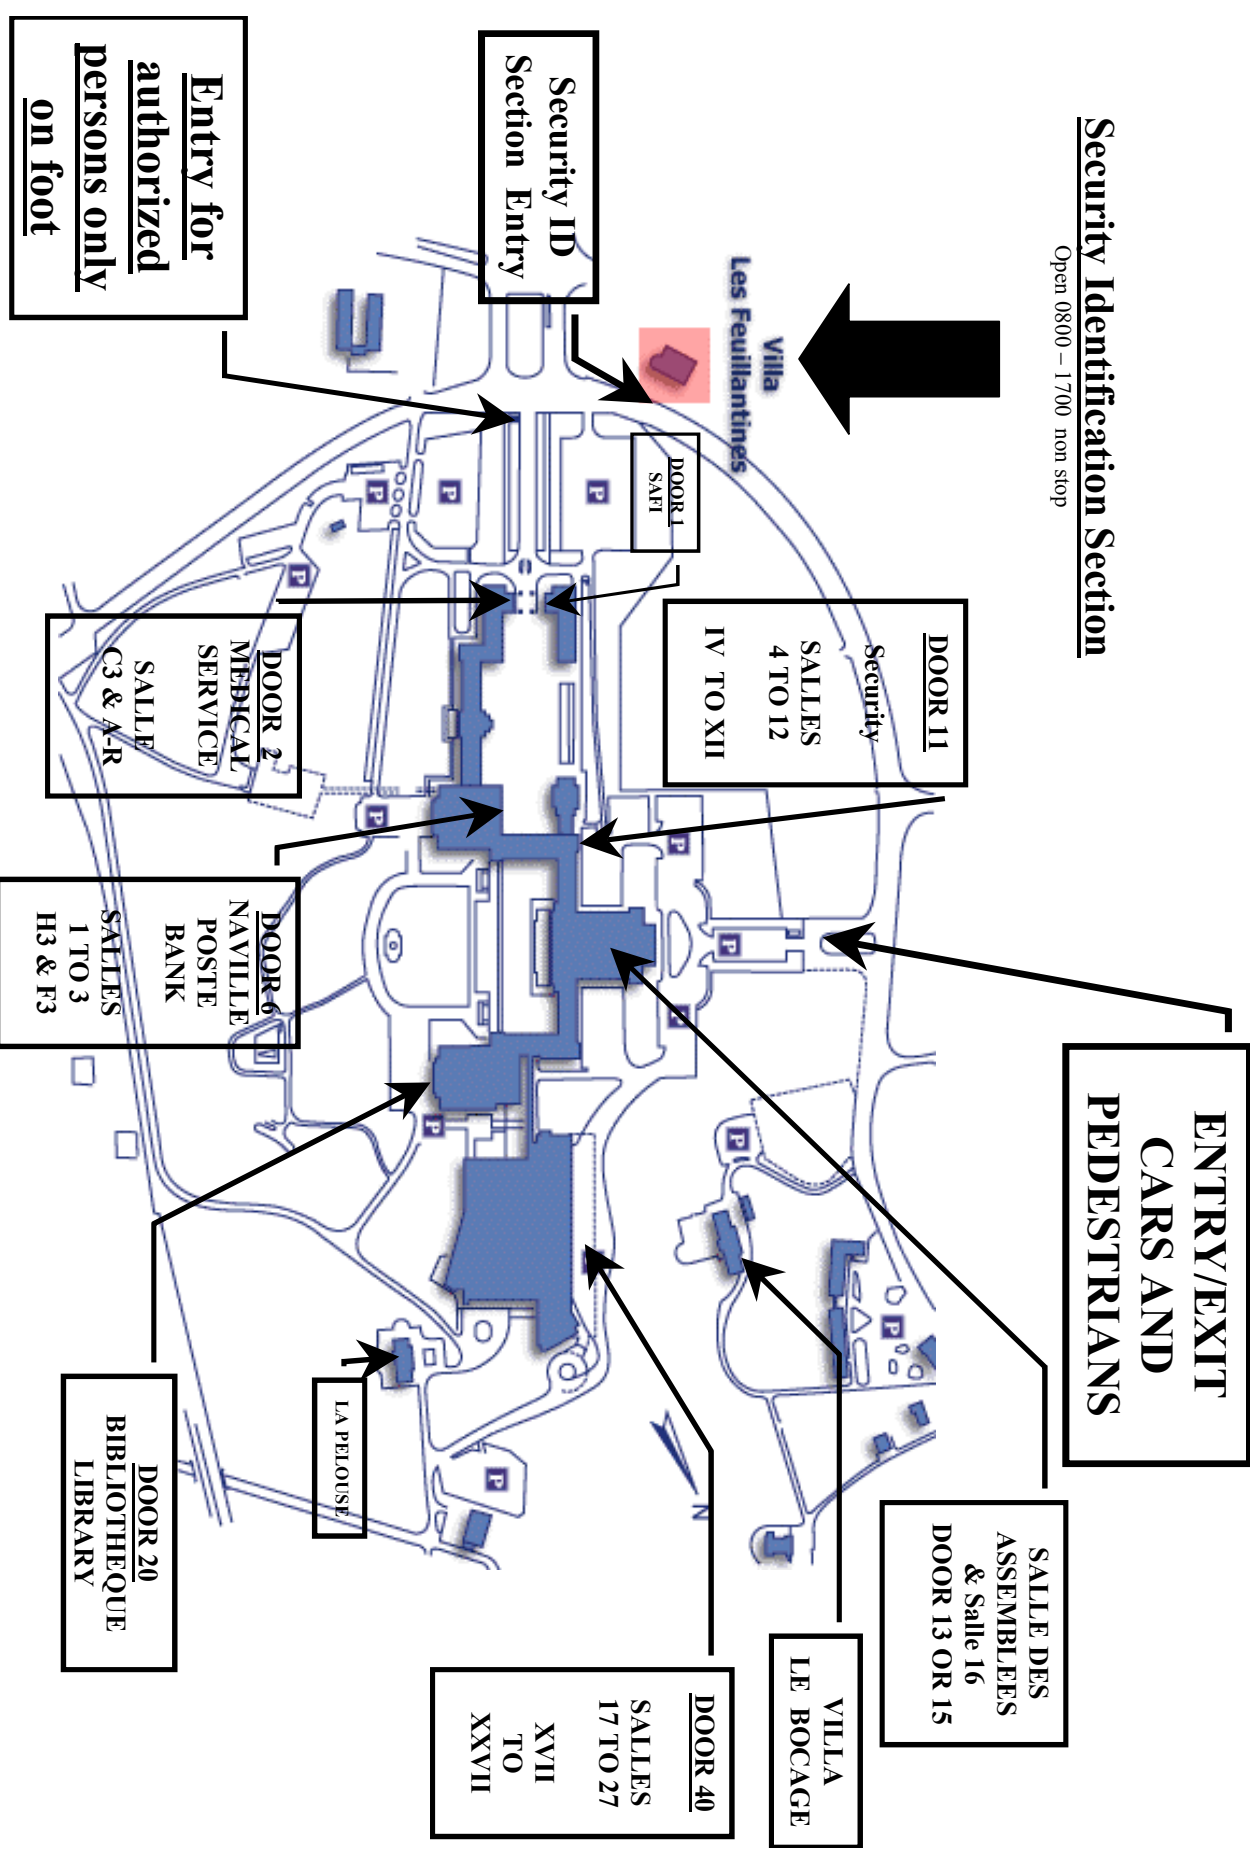 Security Identification Section
Open 0800 – 1700 non stop
ENTRY/EXIT
CARS AND
PEDESTRIANS
SALLE DES
ASSEMBLEES
& Salle 16
DOOR 13 OR 15
VILLA
LE BOCAGE
DOOR 40
SALLES
17 TO 27
XVII
TO
XXVII
DOOR 11
Security
SALLES
4 TO 12
IV TO XII
Villa
Les Feuillantines
DOOR 1
SAFI
Security ID
Section Entry
Entry for
authorized
persons only
on foot
DOOR 2
MEDICAL
SERVICE
SALLE
C3 & A-R
DOOR 6
NAVILLE
POSTE
BANK
SALLES
1 TO 3
H3 & F3
LA PELOUSE
DOOR 20
BIBLIOTHEQUE
LIBRARY
N
P
P
P
P
P
P
P
P
P
P
P
P